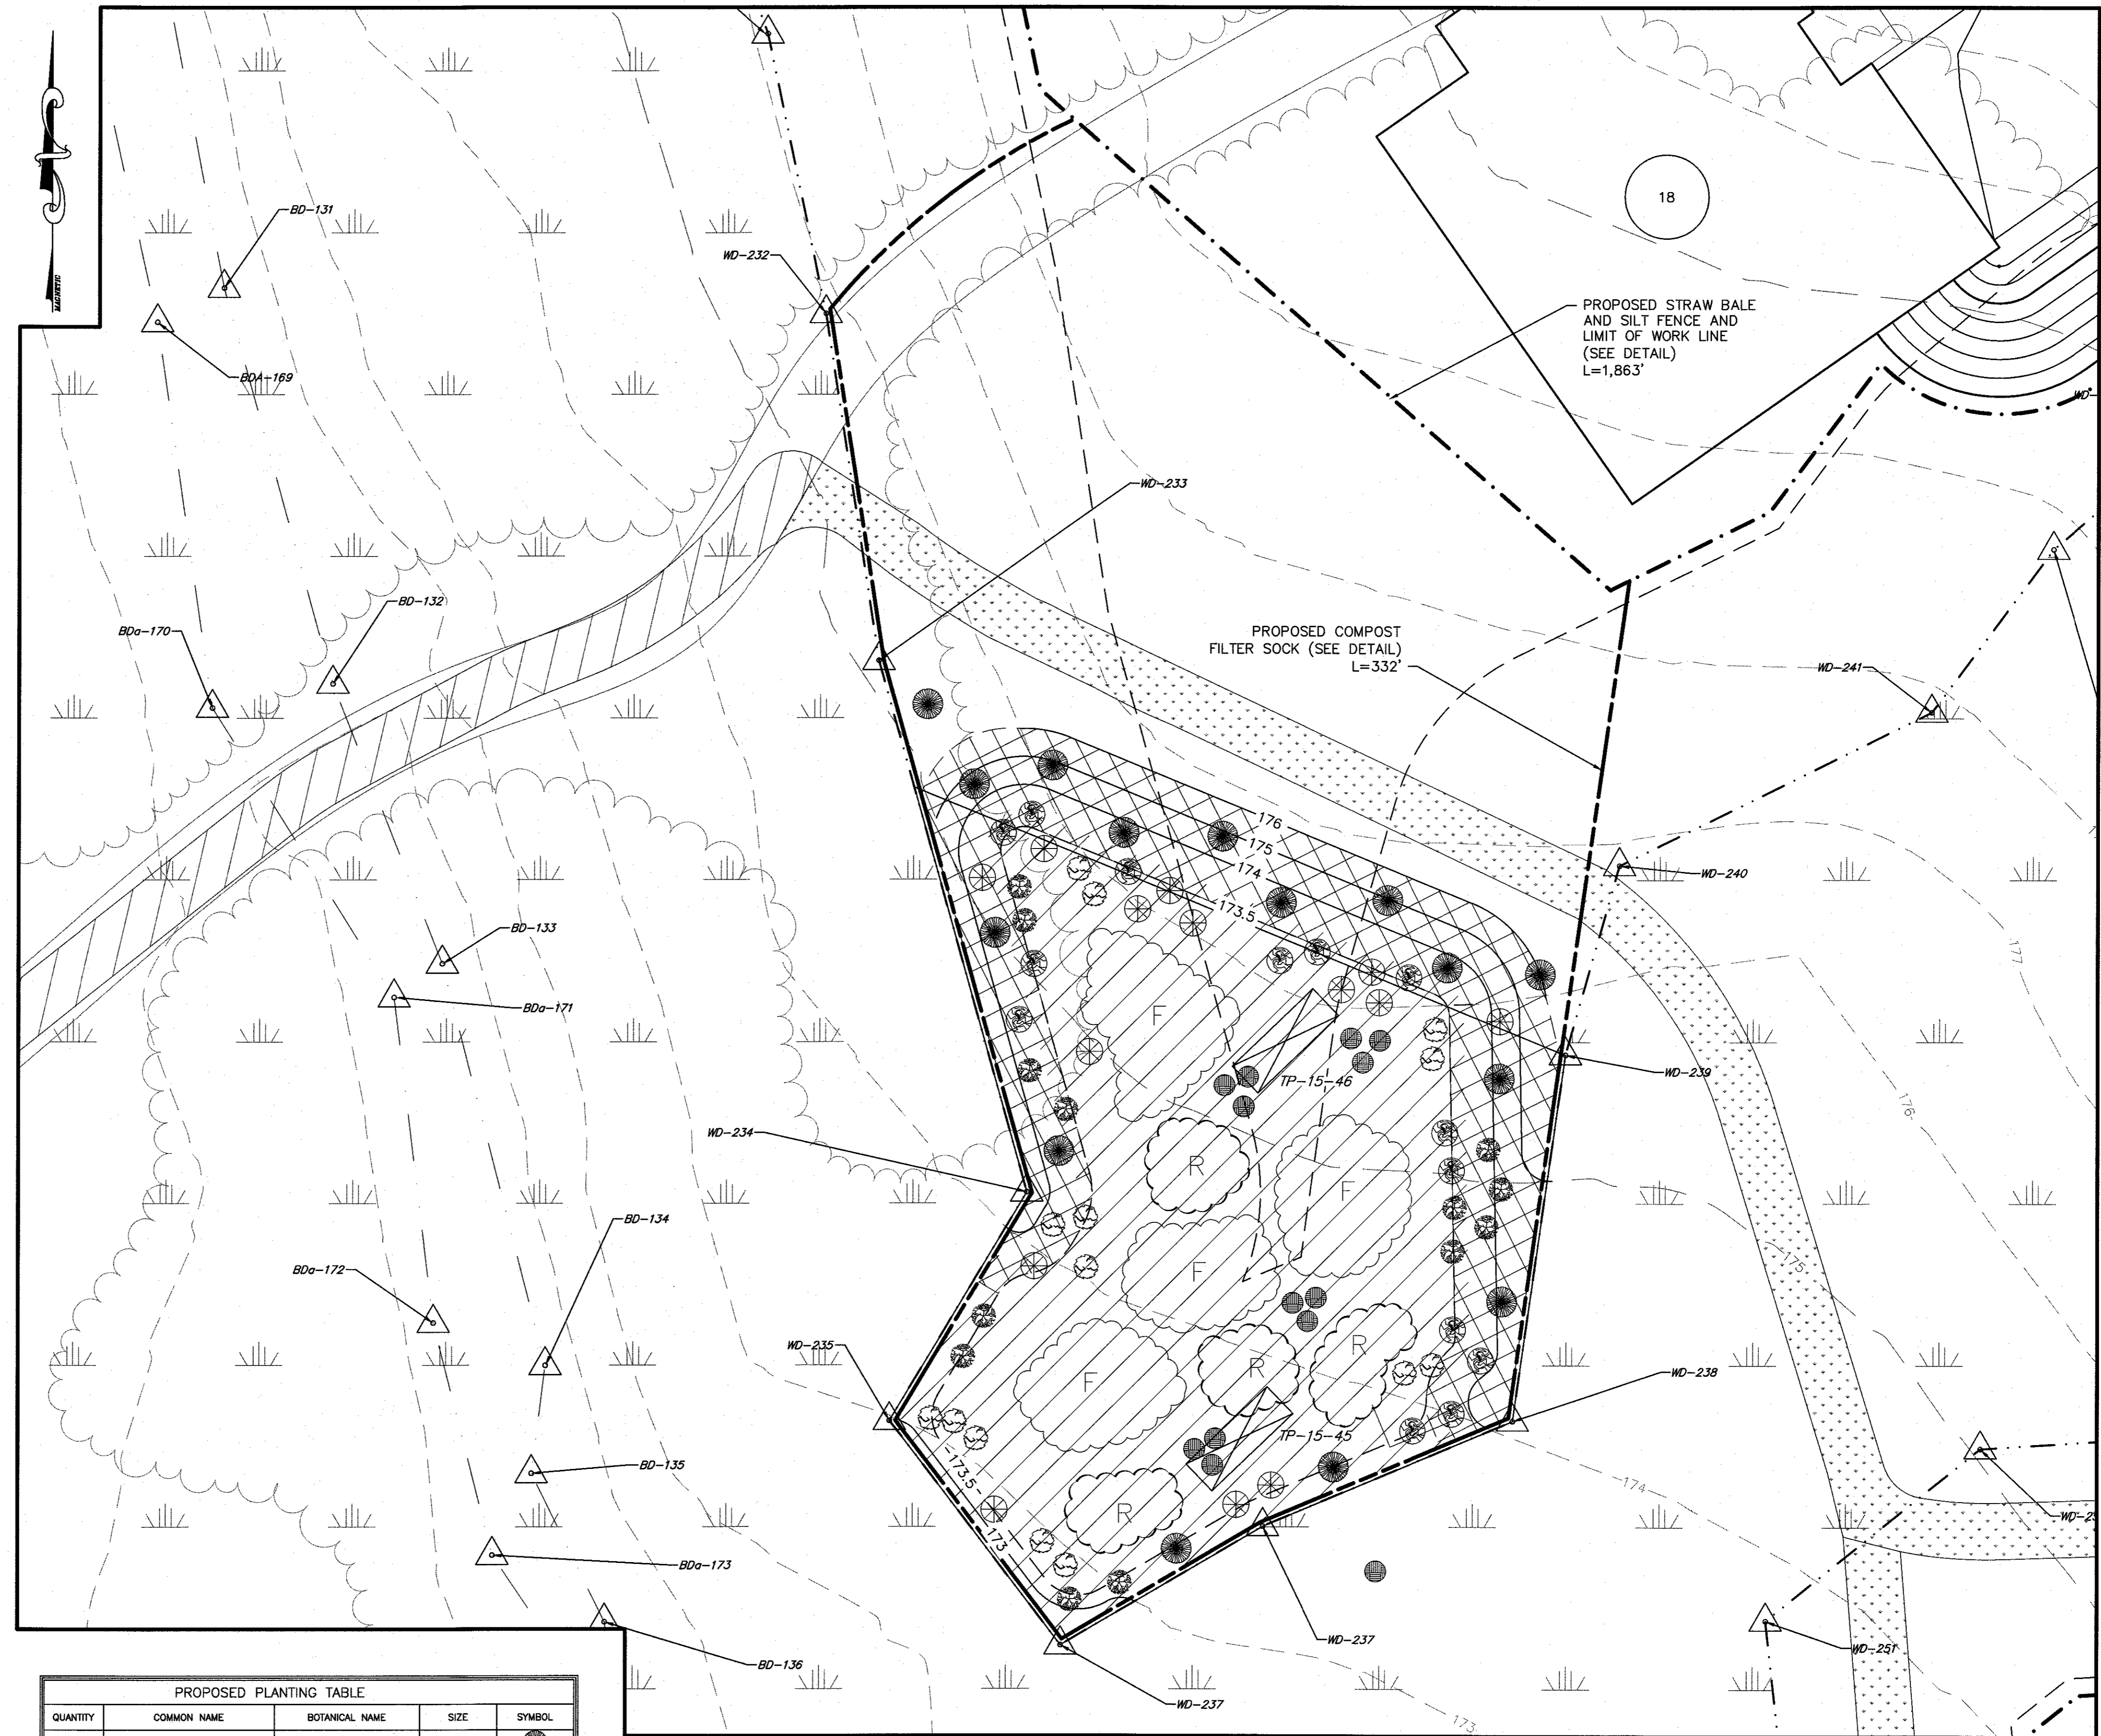 MAGNETIC
BD-131
WD-232
BDA-169
18
PROPOSED STRAW BALE
AND SILT FENCE AND
LIMIT OF WORK LINE
(SEE DETAIL)
L=1,863'
WD-
WD-233
BD-132
BDa-170
PROPOSED COMPOST
FILTER SOCK (SEE DETAIL)
L=332'
WD-241
176
175
174
173.5
WD-240
BD-133
BDa-171
177
F
TP-15-46
WD-239
176
WD-234
R
F
BD-134
175
BDa-172
F
WD-235
R
R
F
WD-238
TP-15-45
BD-135
173.5
174
R
WD-2
173
BDa-173
WD-237
WD-251
BD-136
WD-237
173
PROPOSED PLANTING TABLE
QUANTITY COMMON NAME BOTANICAL NAME SIZE SYMBOL